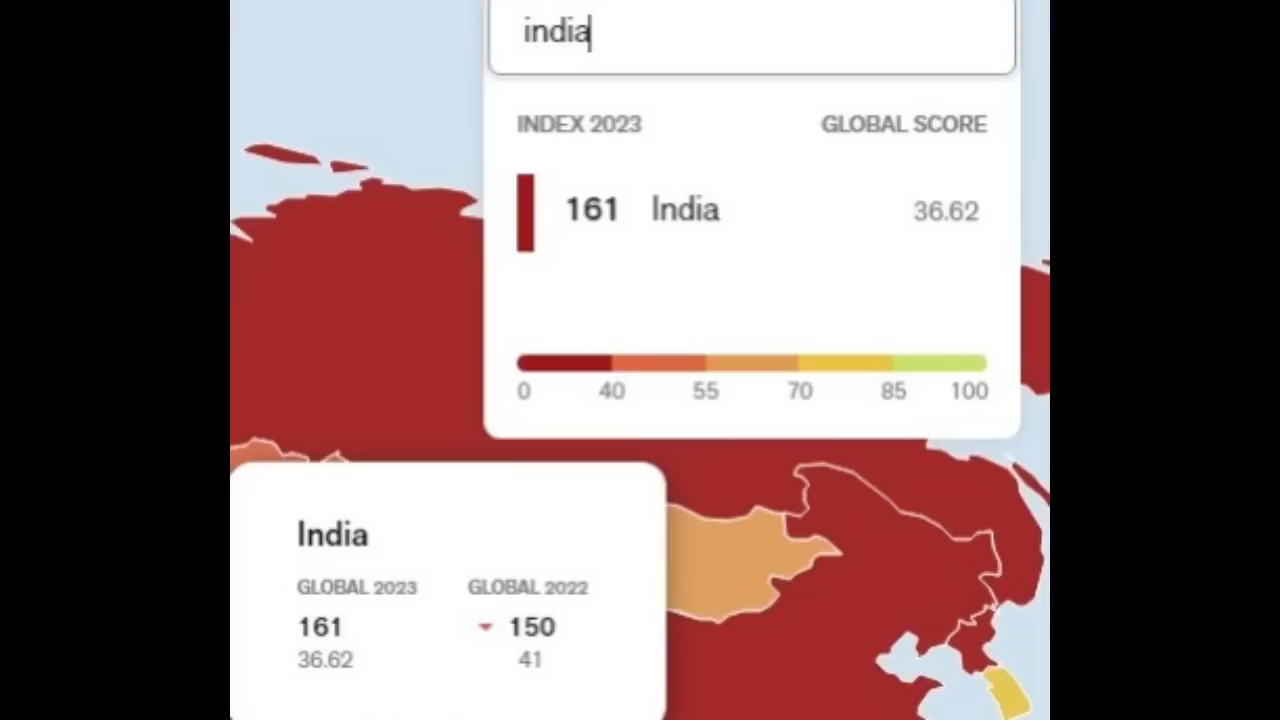 india
INDEX 2023 GLOBAL SCORE
161 India 36.62
0 40 55 70 85 100
India
GLOBAL 2023 GLOBAL 2022
161 150
36.62 41